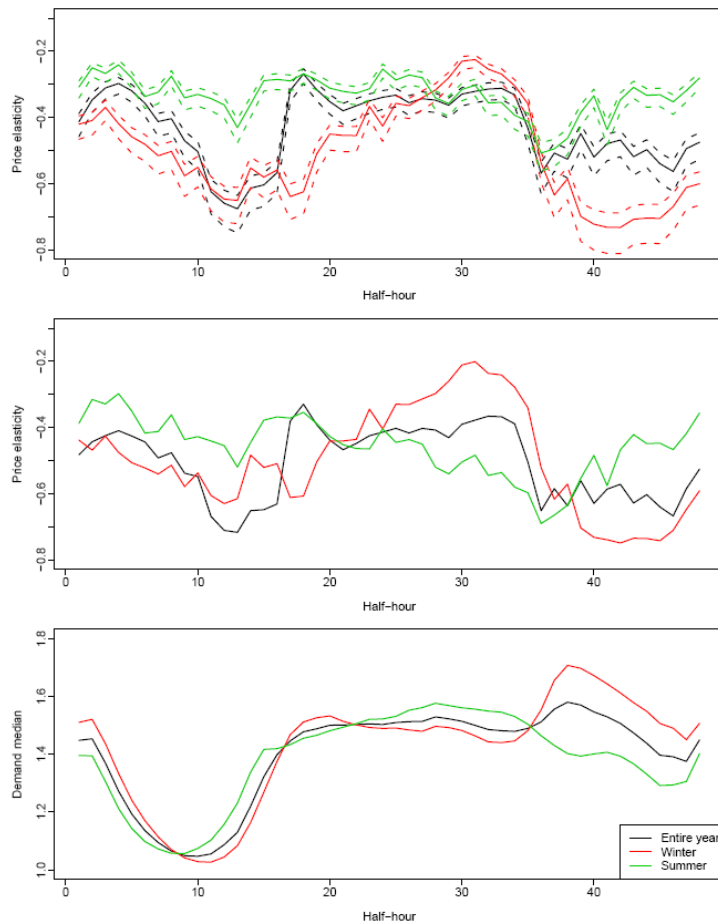 Price elasticity
−0.2
−0.4
−0.6
−0.8
0 10 20 30 40
Half−hour
Price elasticity
−0.2
−0.4
−0.6
−0.8
0 10 20 30 40
Half−hour
Demand median
1.8
1.6
1.4
1.2
1.0
Entire year
Winter
Summer
0 10 20 30 40
Half−hour